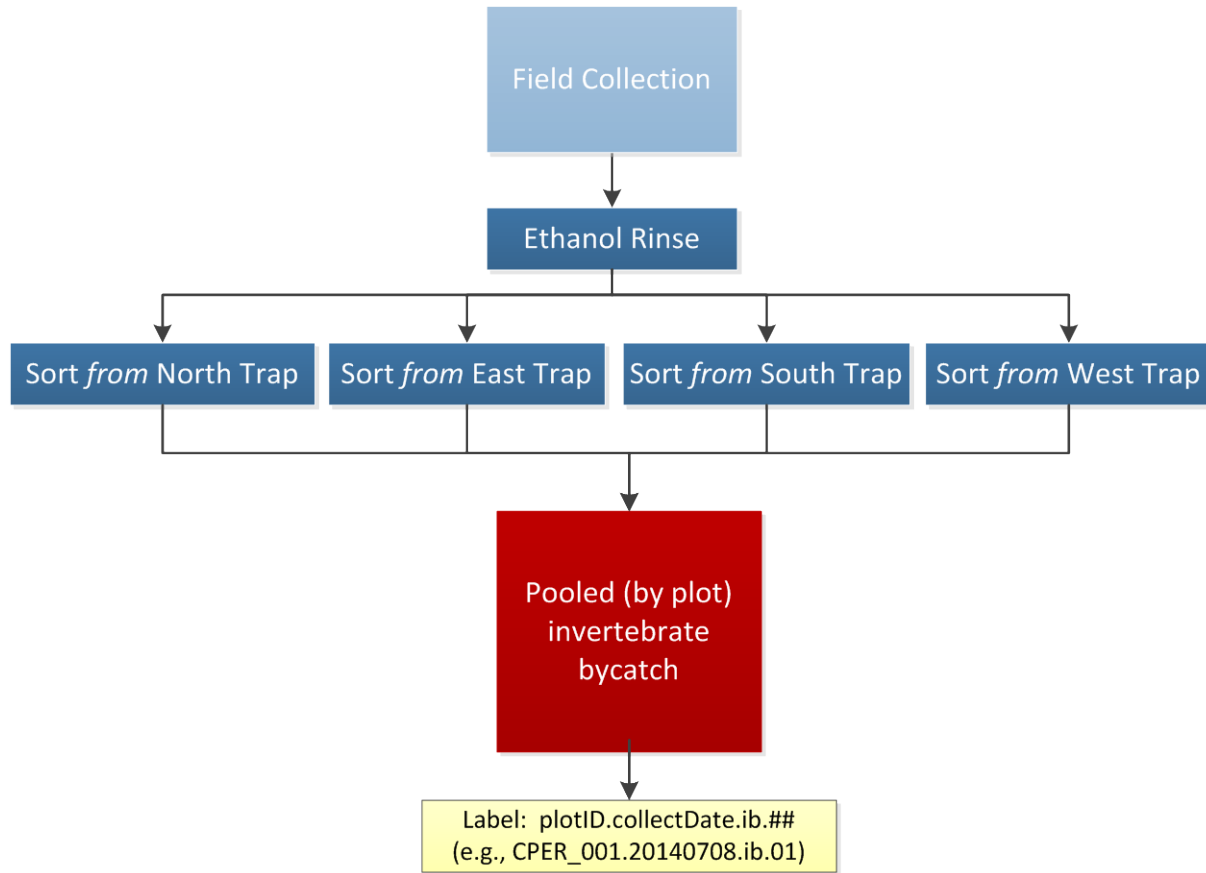 Field Collection
Ethanol Rinse
Sort from North Trap
Sort from East Trap
Sort from South Trap
Sort from West Trap
Pooled (by plot)
invertebrate
bycatch
Label:  plotID.collectDate.ib.##
(e.g., CPER_001.20140708.ib.01)